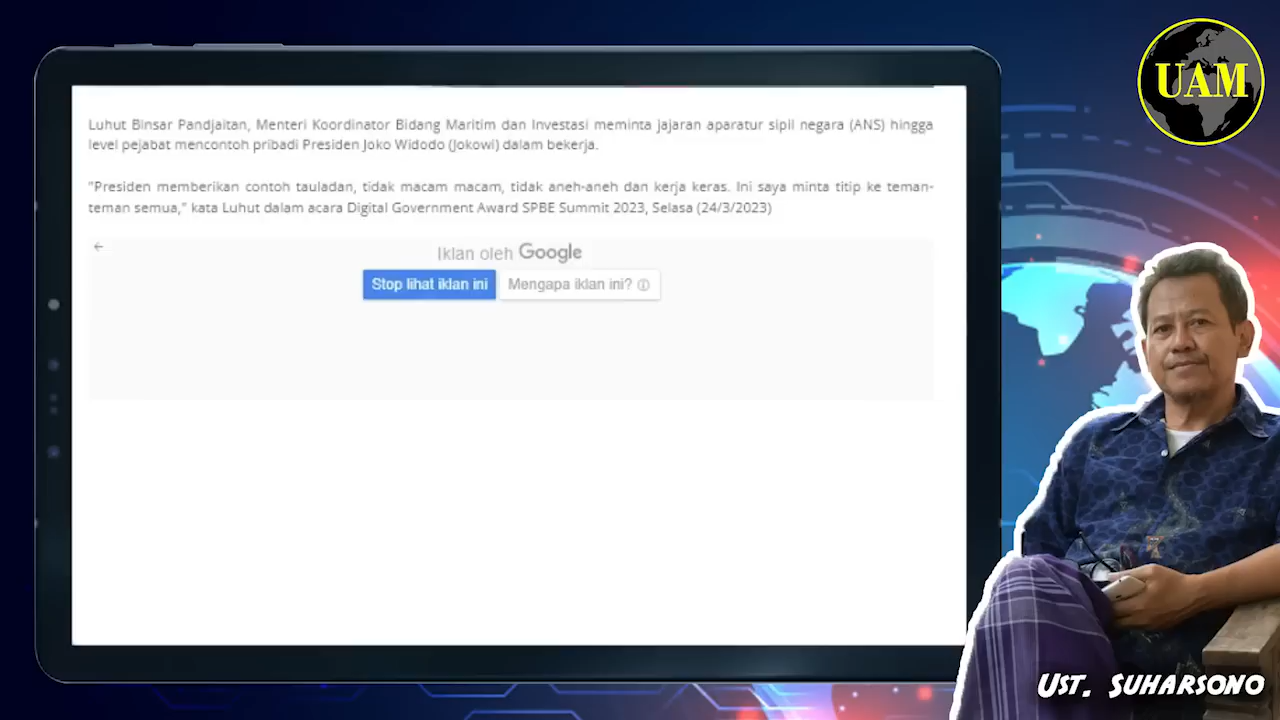 UAM
Luhut Binsar Pandjaitan, Menteri Koordinator Bidang Maritim dan Investasi meminta jajaran aparatur sipil negara (ANS) hingga
level pejabat mencontoh pribadi Presiden Joko Widodo (Jokowi) dalam bekerja.
"Presiden memberikan contoh tauladan, tidak macam macam, tidak aneh-aneh dan kerja keras. Ini saya minta titip ke teman-
teman semua," kata Luhut dalam acara Digital Government Award SPBE Summit 2023, Selasa (24/3/2023)
Iklan oleh Google
Stop lihat iklan ini
Mengapa iklan ini?
Ust. Suharsono